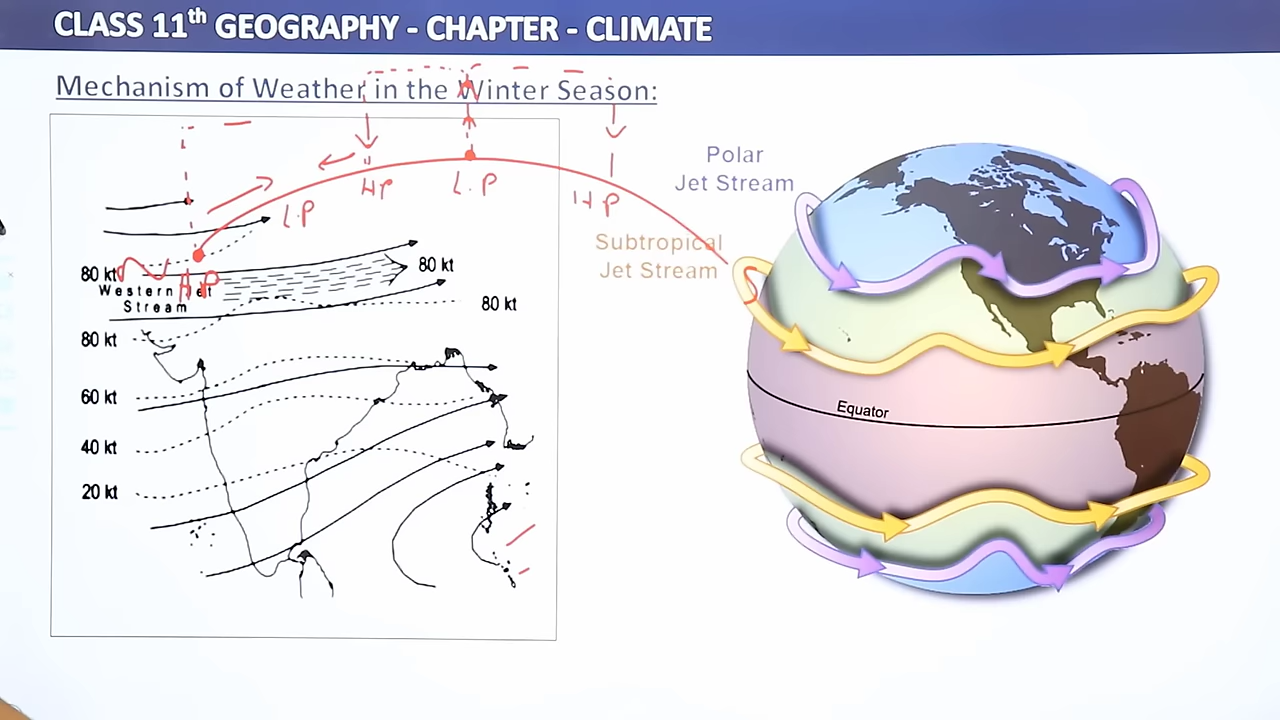 CLASS 11th GEOGRAPHY - CHAPTER - CLIMATE
Mechanism of Weather in the Winter Season:
Polar
Jet Stream
Subtropical
Jet Stream
HP
L.P
HP
L.P
HP
80 kt
Western Jet
Stream
80 kt
80 kt
80 kt
60 kt
40 kt
20 kt
Equator